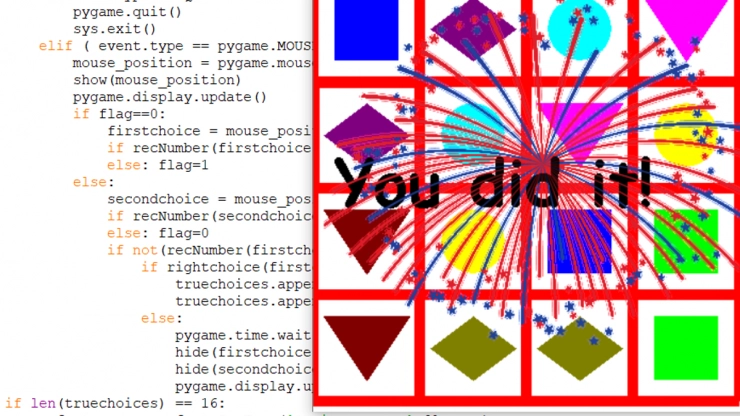 pygame.quit()
sys.exit()
elif ( event.type == pygame.MOUS
mouse_position = pygame.mous
show(mouse_position)
pygame.display.update()
if flag==0:
firstchoice = mouse_posi
if recNumber(firstchoice
else: flag=1
else:
secondchoice = mouse_pos
if recNumber(secondchoic
else: flag=0
if not(recNumber(firstch
if rightchoice(first
truechoices.appe
truechoices.appe
else:
pygame.time.wait
hide(firstchoice
hide(secondchoic
pygame.display.up
if len(truechoices) == 16:
You did it!